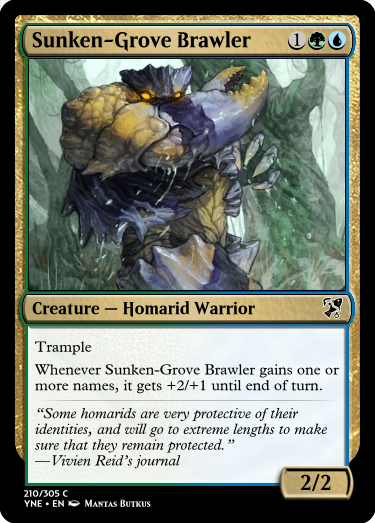 Sunken-Grove Brawler 1
Creature — Homarid Warrior
Trample
Whenever Sunken-Grove Brawler gains one or
more names, it gets +2/+1 until end of turn.
“Some homarids are very protective of their
identities, and will go to extreme lengths to make
sure that they remain protected.”
—Vivien Reid’s journal
2/2
210/305 C
YNE • EN Mantas Butkus